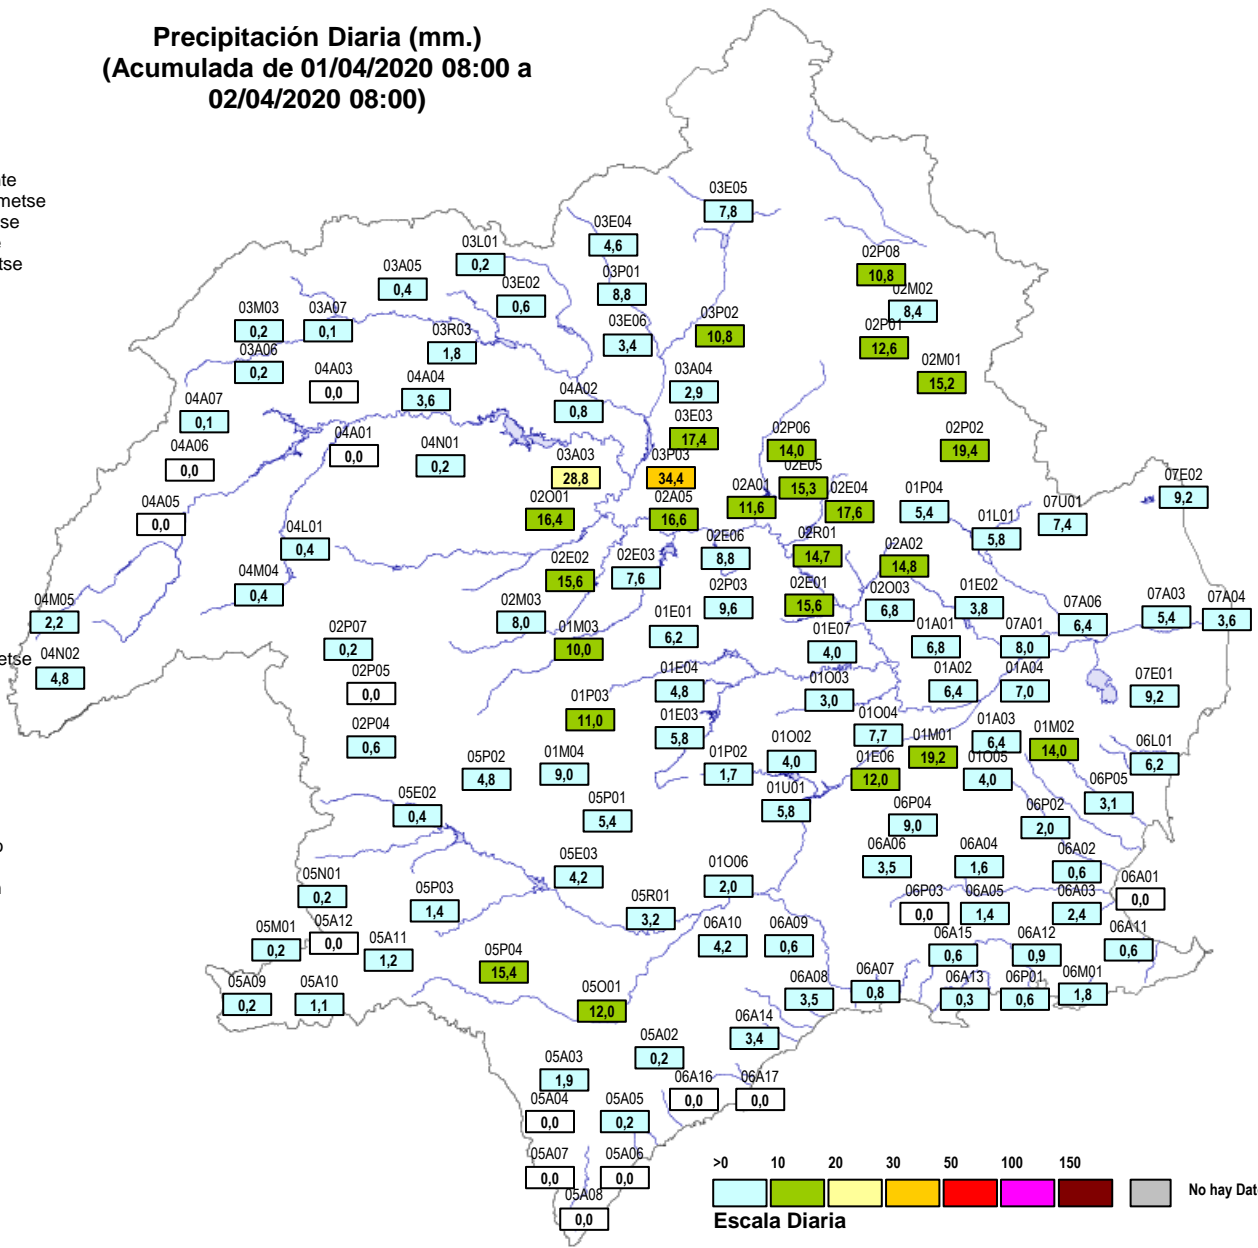 Precipitación Diaria (mm.)
(Acumulada de 01/04/2020 08:00 a
02/04/2020 08:00)
nte
metse
se
e
tse
etse
o
n
03E05
7,8
03E04
4,6
03L01
0,2
02P08
10,8
03A05
0,4
03P01
8,8
03E02
0,6
02M02
8,4
03M03
0,2
03A07
0,1
03P02
10,8
03E06
3,4
02P01
12,6
03R03
1,8
03A06
0,2
02M01
15,2
04A03
0,0
04A04
3,6
03A04
2,9
04A02
0,8
04A07
0,1
03E03
17,4
04A01
0,0
04N01
0,2
02P06
14,0
02P02
19,4
04A06
0,0
03A03
28,8
03P03
34,4
02E05
15,3
07E02
9,2
02A01
11,6
02E04
17,6
01P04
5,4
04A05
0,0
02O01
16,4
02A05
16,6
07U01
7,4
01L01
5,8
04L01
0,4
02E06
8,8
02R01
14,7
02A02
14,8
02E02
15,6
02E03
7,6
04M04
0,4
02P03
9,6
02E01
15,6
02O03
6,8
01E02
3,8
07A03
5,4
07A04
3,6
04M05
2,2
02M03
8,0
01E01
6,2
07A06
6,4
02P07
0,2
01M03
10,0
01E07
4,0
01A01
6,8
07A01
8,0
04N02
4,8
02P05
0,0
01E04
4,8
01O03
3,0
01A02
6,4
01A04
7,0
07E01
9,2
01P03
11,0
02P04
0,6
01E03
5,8
01O04
7,7
01A03
6,4
01M02
14,0
01M01
19,2
06L01
6,2
05P02
4,8
01M04
9,0
01P02
1,7
01O02
4,0
01E06
12,0
01O05
4,0
05E02
0,4
05P01
5,4
01U01
5,8
06P05
3,1
06P04
9,0
06P02
2,0
05E03
4,2
01O06
2,0
06A06
3,5
06A04
1,6
06A02
0,6
05N01
0,2
05P03
1,4
05R01
3,2
06P03
0,0
06A05
1,4
06A03
2,4
06A01
0,0
05M01
0,2
05A12
0,0
05A11
1,2
06A10
4,2
06A09
0,6
06A15
0,6
06A12
0,9
06A11
0,6
05P04
15,4
05A09
0,2
05A10
1,1
05O01
12,0
06A08
3,5
06A07
0,8
06A13
0,3
06P01
0,6
06M01
1,8
06A14
3,4
05A02
0,2
05A03
1,9
06A16
0,0
06A17
0,0
05A04
0,0
05A05
0,2
05A07
0,0
05A06
0,0
05A08
0,0
>0 10 20 30 50 100 150
No hay Dat
Escala Diaria